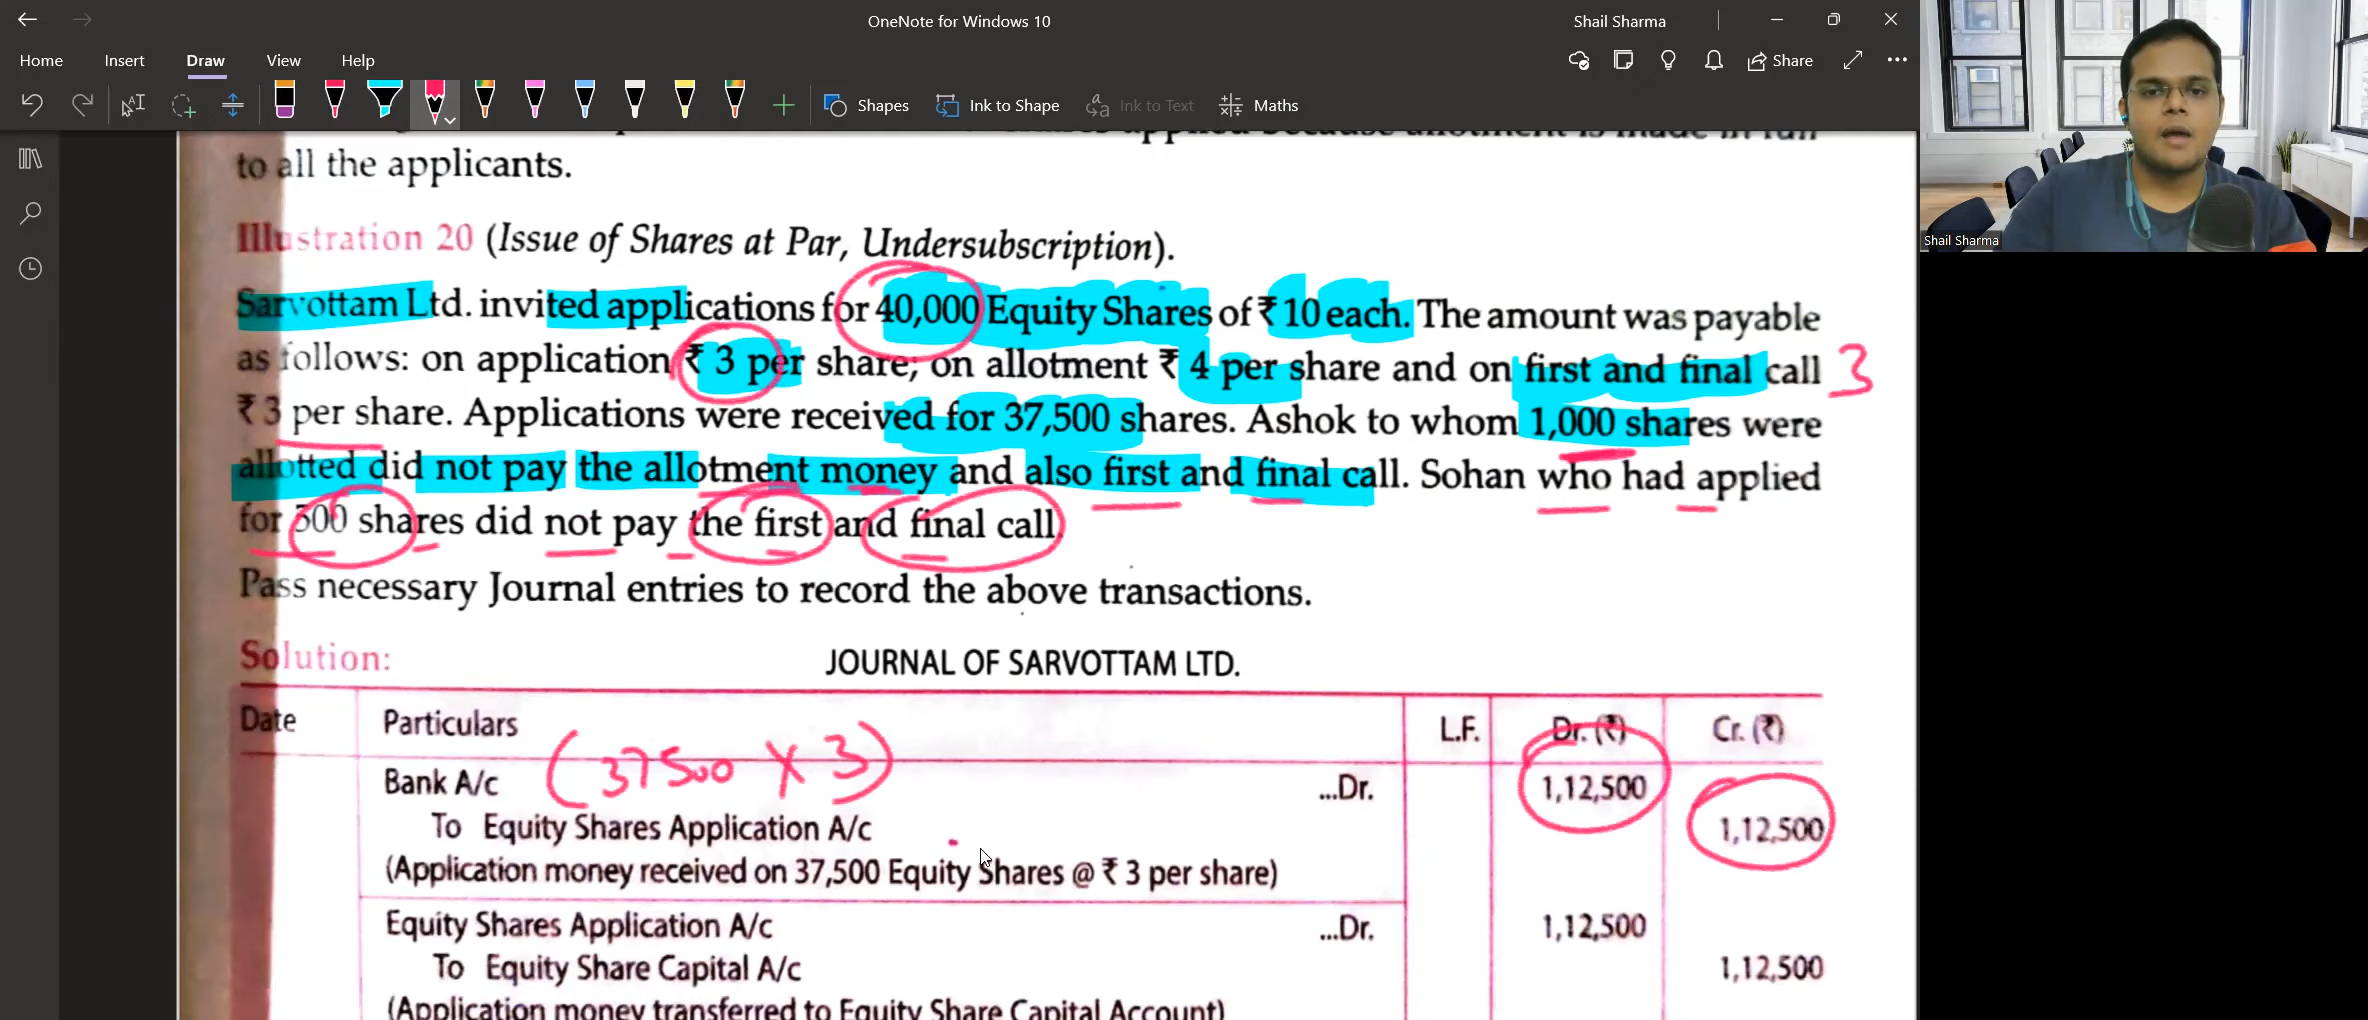 OneNote for Windows 10
Shail Sharma
Home Insert Draw View Help
Share
Shapes Ink to Shape Ink to Text Maths
applied because allotment is made in full
to all the applicants.
Illustration 20 (Issue of Shares at Par, Undersubscription).
Sarvottam Ltd. invited applications for 40,000 Equity Shares of ₹ 10 each. The amount was payable
as follows: on application ₹ 3 per share; on allotment ₹ 4 per share and on first and final call 3
₹ 3 per share. Applications were received for 37,500 shares. Ashok to whom 1,000 shares were
allotted did not pay the allotment money and also first and final call. Sohan who had applied
for 500 shares did not pay the first and final call.
Pass necessary Journal entries to record the above transactions.
Solution: JOURNAL OF SARVOTTAM LTD.
Date Particulars L.F. Dr. (₹) Cr. (₹)
Bank A/c (37500 X 3) ...Dr. 1,12,500
To Equity Shares Application A/c 1,12,500
(Application money received on 37,500 Equity Shares @ ₹ 3 per share)
Equity Shares Application A/c ...Dr. 1,12,500
To Equity Share Capital A/c 1,12,500
(Application money transferred to Equity Share Capital Account)
Shail Sharma